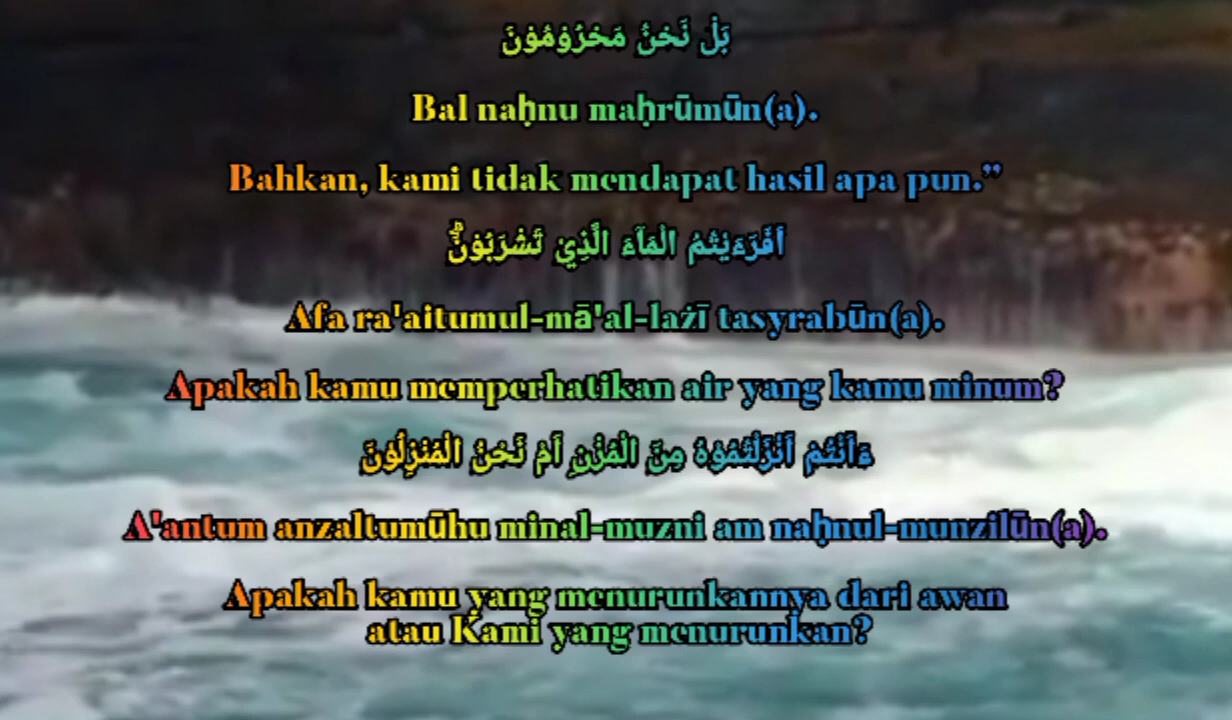 بَلْ نَحْنُ مَحْرُوْمُوْنَ
Bal naḥnu maḥrūmūn(a).
Bahkan, kami tidak mendapat hasil apa pun.”
اَفَرَءَيْتُمُ الْمَاۤءَ الَّذِيْ تَشْرَبُوْنَۗ
Afa ra'aitumul-mā'al-lażī tasyrabūn(a).
Apakah kamu memperhatikan air yang kamu minum?
ءَاَنْتُمْ اَنْزَلْتُمُوْهُ مِنَ الْمُزْنِ اَمْ نَحْنُ الْمُنْزِلُوْنَ
A'antum anzaltumūhu minal-muzni am naḥnul-munzilūn(a).
Apakah kamu yang menurunkannya dari awan
atau Kami yang menurunkan?